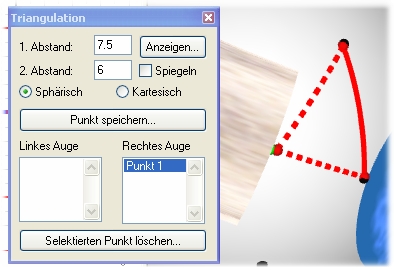 Triangulation
1. Abstand: 7.5 Anzeigen...
2. Abstand: 6 Spiegeln
Sphärisch Kartesisch
Punkt speichern...
Linkes Auge Rechtes Auge
Punkt 1
Selektierten Punkt löschen...